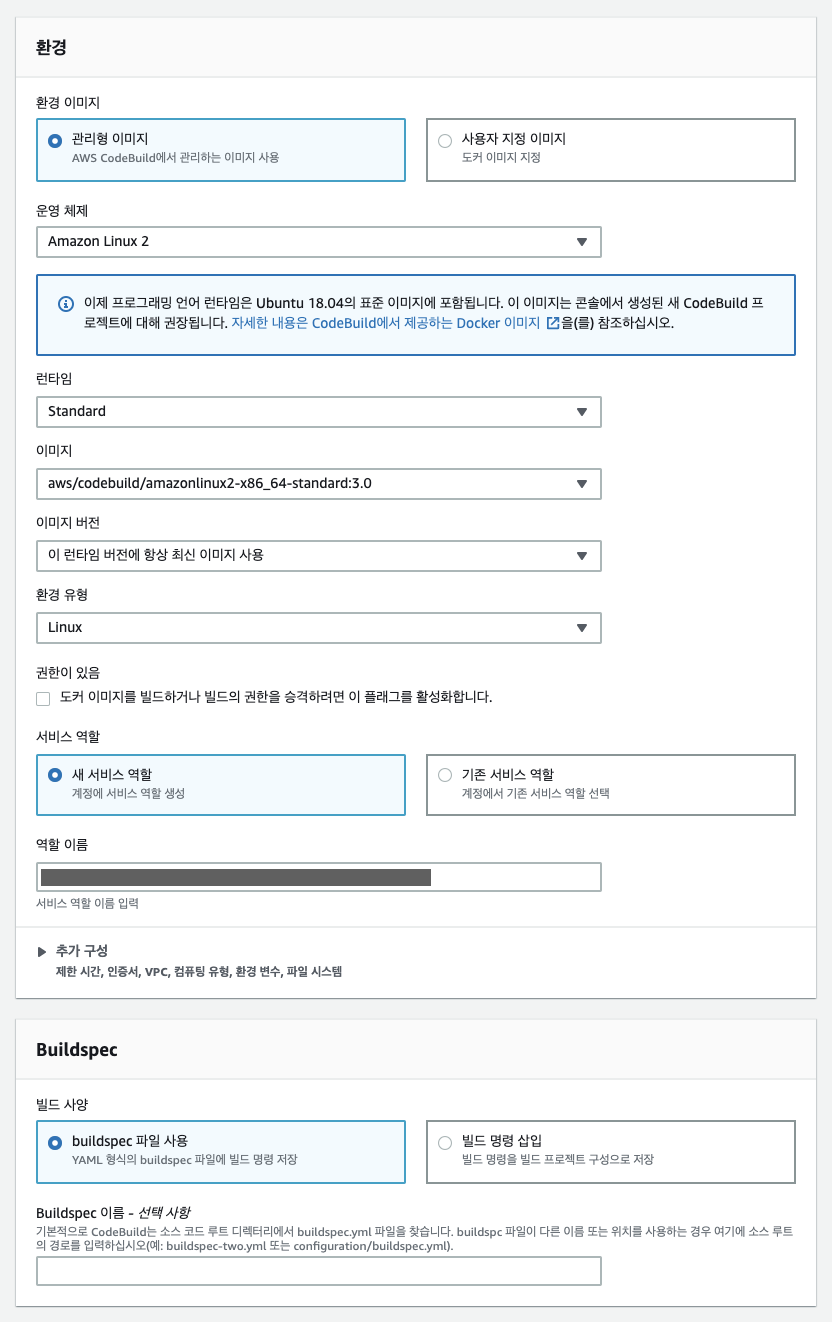 환경
환경 이미지
관리형 이미지
AWS CodeBuild에서 관리하는 이미지 사용
사용자 지정 이미지
도커 이미지 지정
운영 체제
Amazon Linux 2
이제 프로그래밍 언어 런타임은 Ubuntu 18.04의 표준 이미지에 포함됩니다. 이 이미지는 콘솔에서 생성된 새 CodeBuild 프
로젝트에 대해 권장됩니다. 자세한 내용은 CodeBuild에서 제공하는 Docker 이미지 을(를) 참조하십시오.
런타임
Standard
이미지
aws/codebuild/amazonlinux2-x86_64-standard:3.0
이미지 버전
이 런타임 버전에 항상 최신 이미지 사용
환경 유형
Linux
권한이 있음
도커 이미지를 빌드하거나 빌드의 권한을 승격하려면 이 플래그를 활성화합니다.
서비스 역할
새 서비스 역할
계정에 서비스 역할 생성
기존 서비스 역할
계정에서 기존 서비스 역할 선택
역할 이름
서비스 역할 이름 입력
추가 구성
제한 시간, 인증서, VPC, 컴퓨팅 유형, 환경 변수, 파일 시스템
Buildspec
빌드 사양
buildspec 파일 사용
YAML 형식의 buildspec 파일에 빌드 명령 저장
빌드 명령 삽입
빌드 명령을 빌드 프로젝트 구성으로 저장
Buildspec 이름 - 선택 사항
기본적으로 CodeBuild는 소스 코드 루트 디렉터리에서 buildspec.yml 파일을 찾습니다. buildspc 파일이 다른 이름 또는 위치를 사용하는 경우 여기에 소스 루트
의 경로를 입력하십시오(예: buildspec-two.yml 또는 configuration/buildspec.yml).